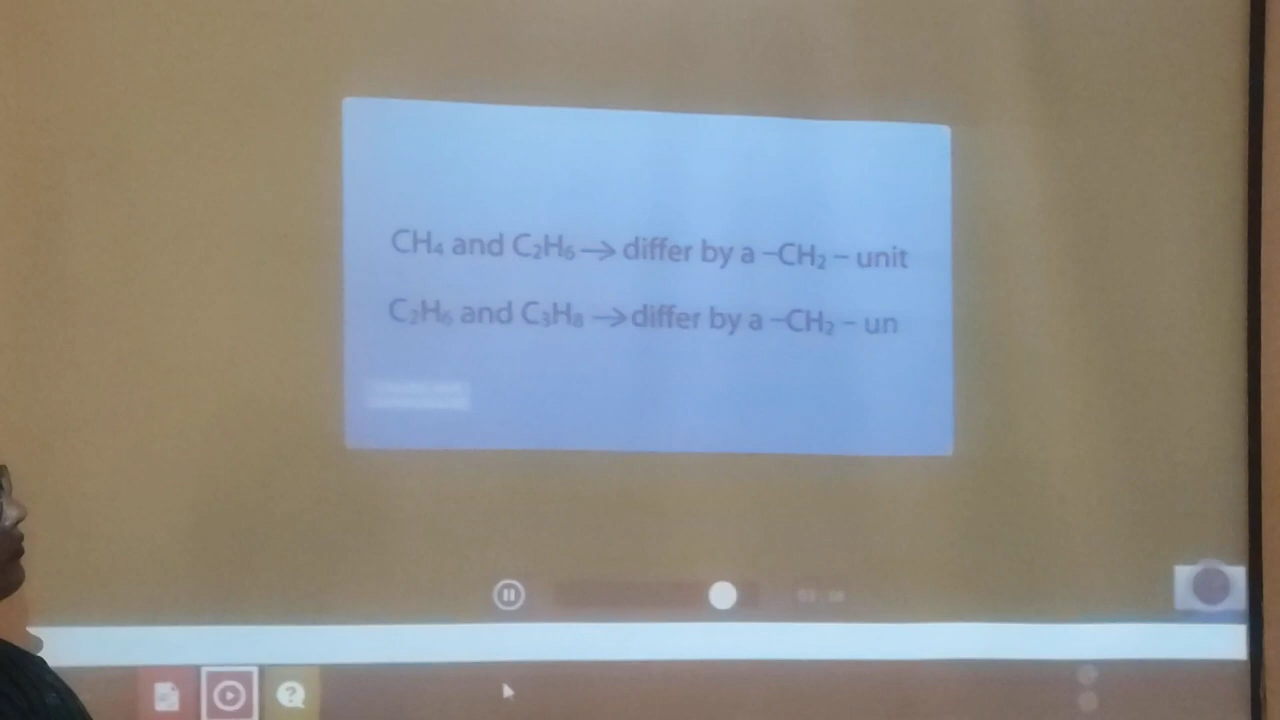 CH₄ and C₂H₆ → differ by a –CH₂ – unit
C₂H₆ and C₃H₈ → differ by a –CH₂ – un